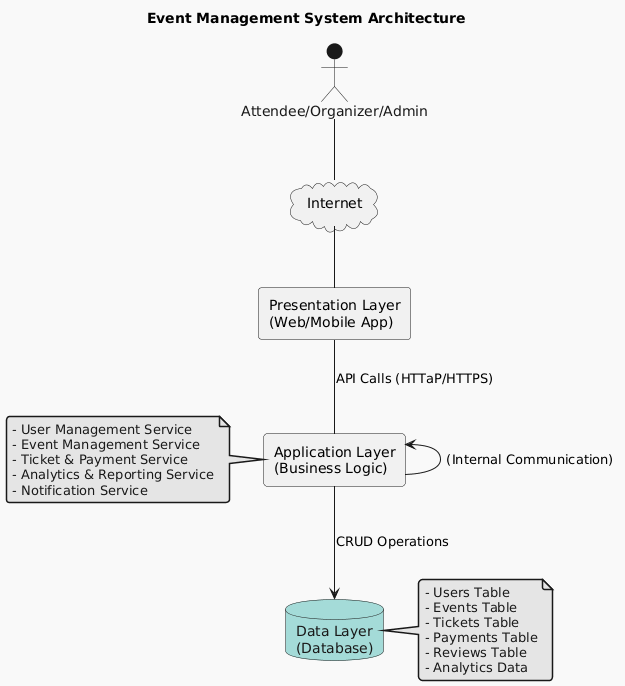 Event Management System Architecture
Attendee/Organizer/Admin
Internet
Presentation Layer
(Web/Mobile App)
API Calls (HTTaP/HTTPS)
- User Management Service
- Event Management Service
- Ticket & Payment Service
- Analytics & Reporting Service
- Notification Service
Application Layer
(Business Logic)
(Internal Communication)
CRUD Operations
Data Layer
(Database)
- Users Table
- Events Table
- Tickets Table
- Payments Table
- Reviews Table
- Analytics Data